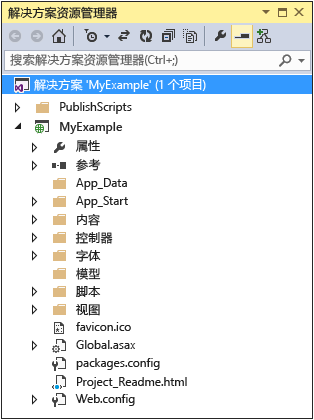 解决方案资源管理器
搜索解决方案资源管理器(Ctrl+;)
解决方案 'MyExample' (1 个项目)
PublishScripts
MyExample
属性
参考
App_Data
App_Start
内容
控制器
字体
模型
脚本
视图
favicon.ico
Global.asax
packages.config
Project_Readme.html
Web.config